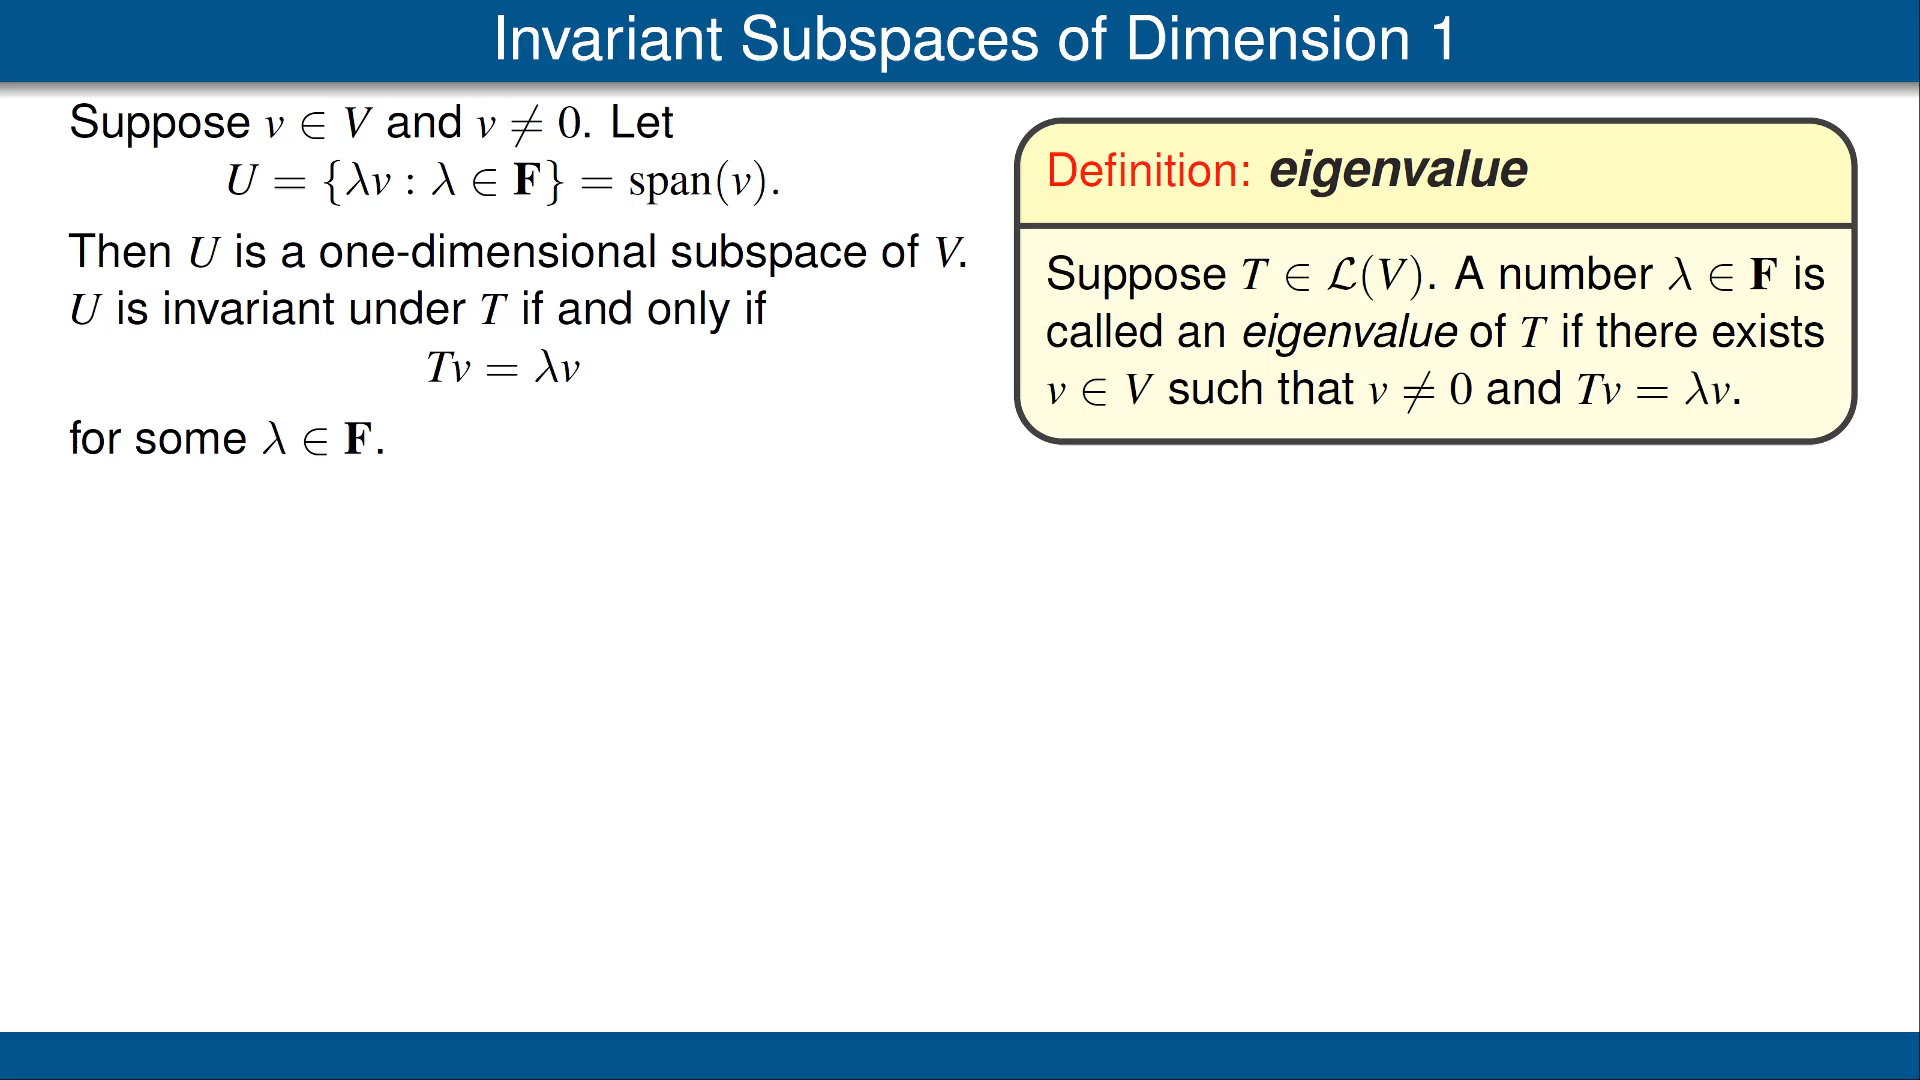 Invariant Subspaces of Dimension 1
Suppose v ∈ V and v ≠ 0. Let
U = {λv : λ ∈ F} = span(v).
Then U is a one-dimensional subspace of V.
U is invariant under T if and only if
Tv = λv
for some λ ∈ F.
Definition: eigenvalue
Suppose T ∈ ℒ(V). A number λ ∈ F is
called an eigenvalue of T if there exists
v ∈ V such that v ≠ 0 and Tv = λv.